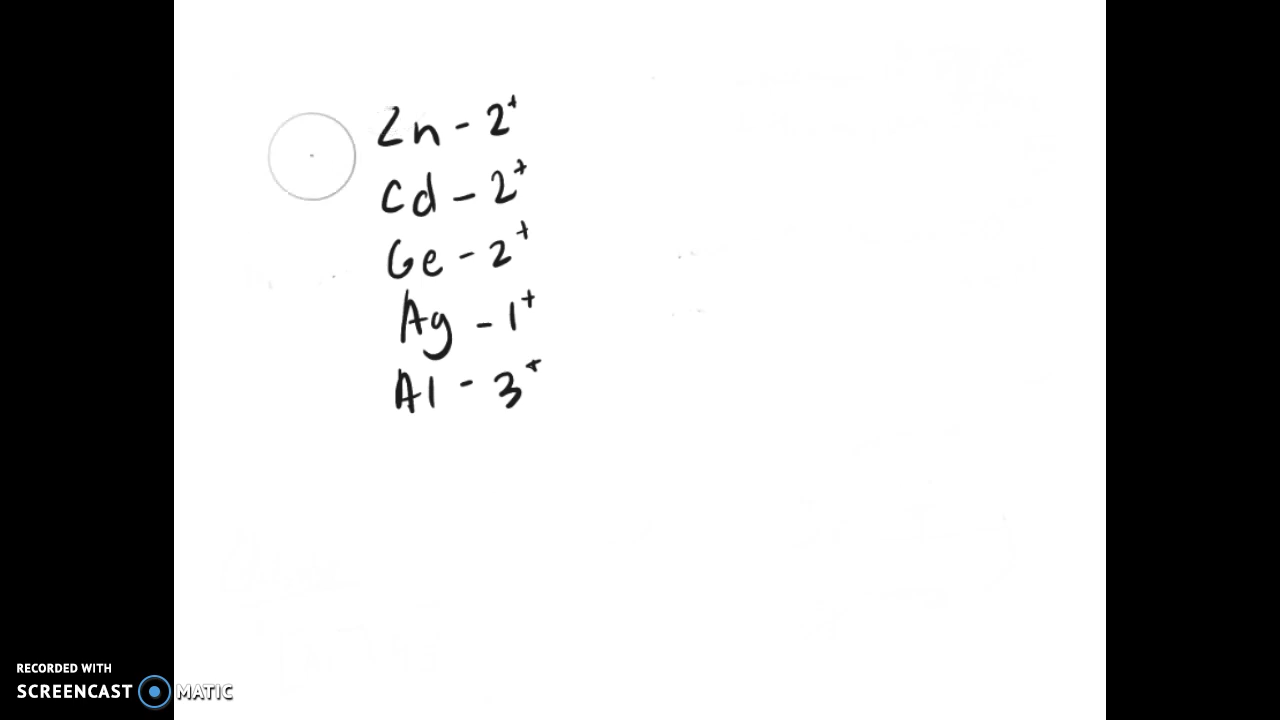 Zn - 2+
Cd - 2+
Ge - 2+
Ag - 1+
Al - 3+
RECORDED WITH
SCREENCAST MATIC